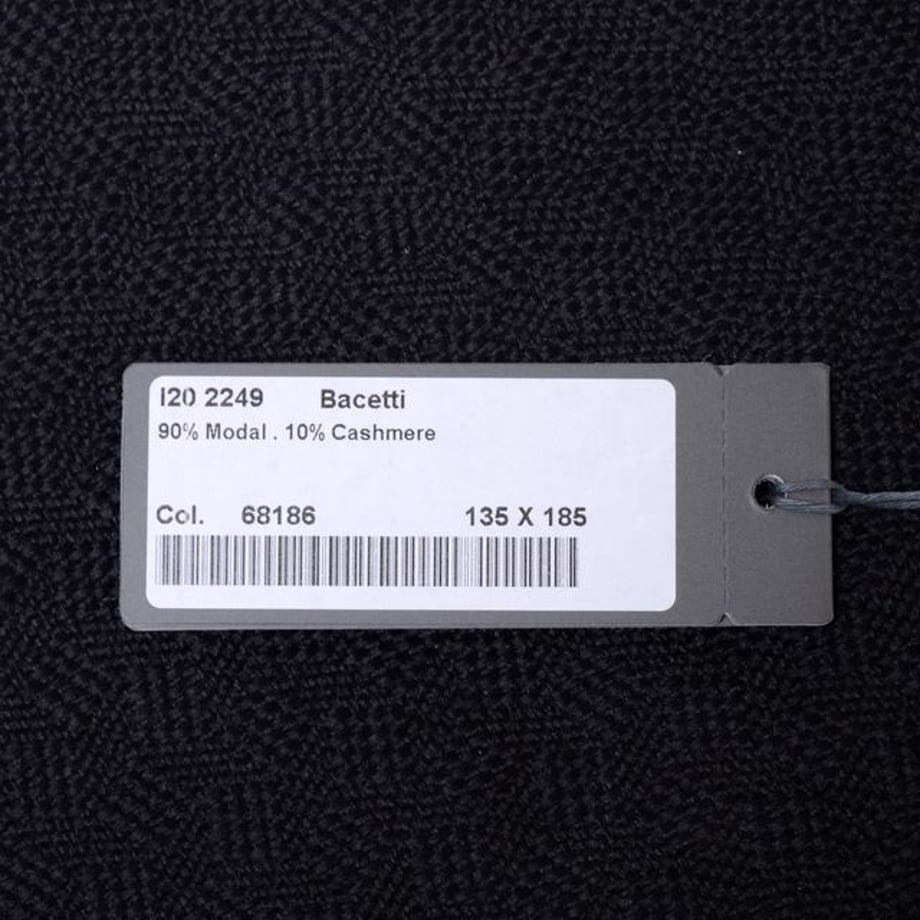 I20 2249 Bacetti
90% Modal . 10% Cashmere
Col. 68186 135 X 185